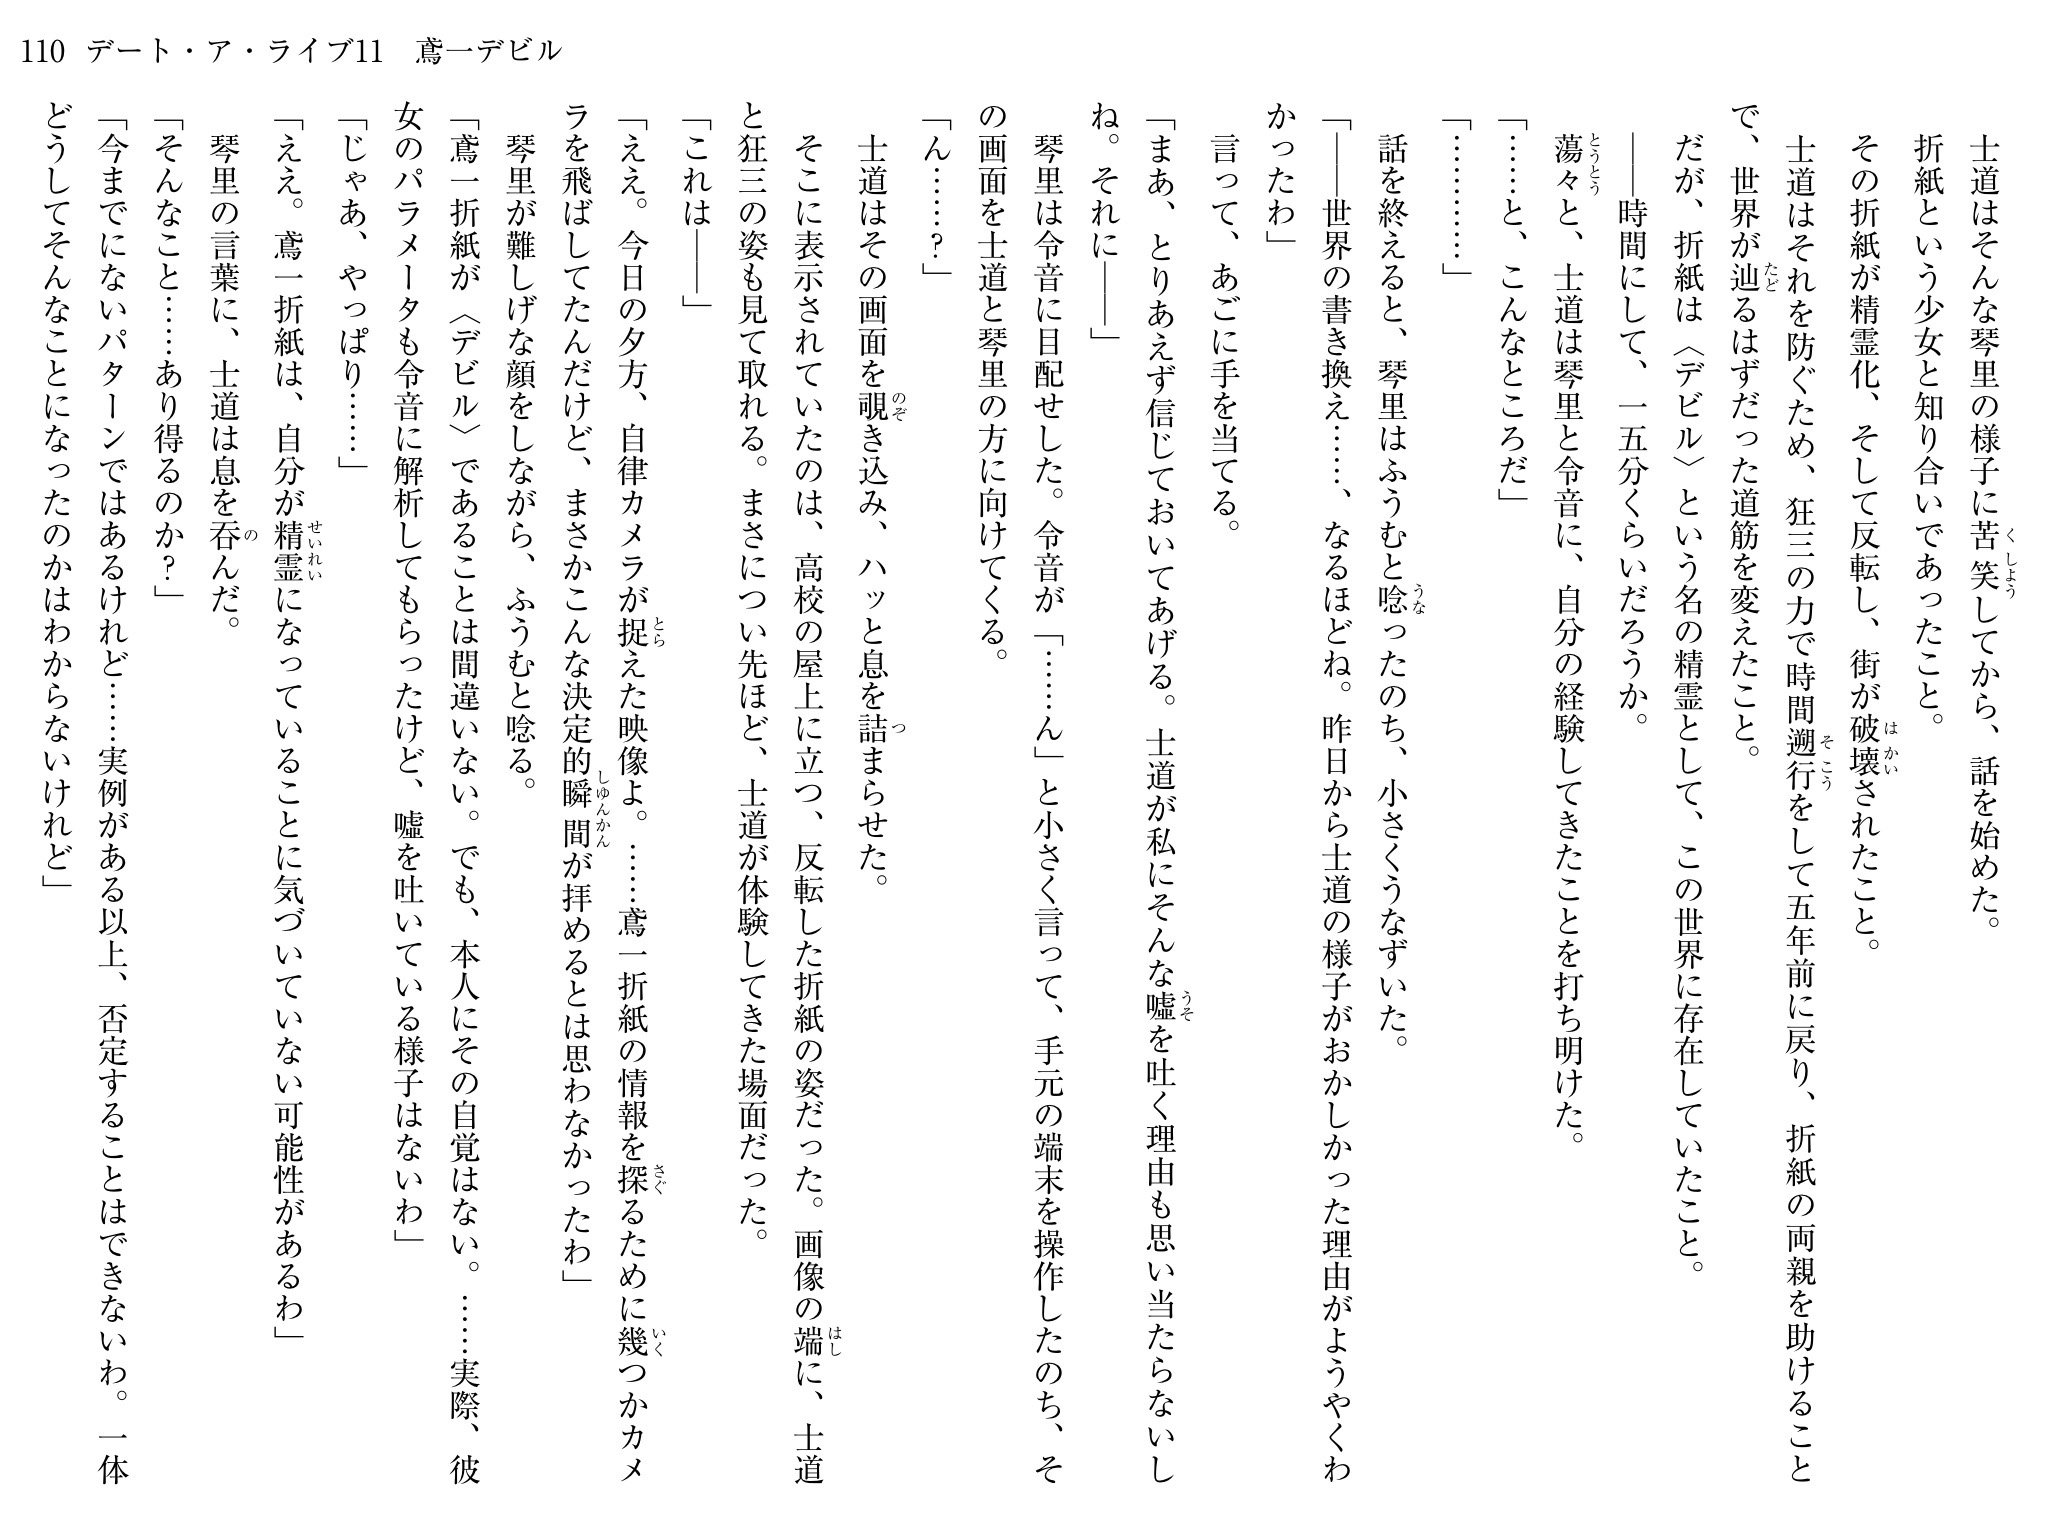 110 デート・ア・ライブ11 鳶一デビル
　士道はそんな琴里の様子に苦笑してから、話を始めた。
　折紙という少女と知り合いであったこと。
　その折紙が精霊化、そして反転し、街が破壊されたこと。
　士道はそれを防ぐため、狂三の力で時間遡行をして五年前に戻り、折紙の両親を助けること
で、世界が辿るはずだった道筋を変えたこと。
　だが、折紙は〈デビル〉という名の精霊として、この世界に存在していたこと。
　――時間にして、一五分くらいだろうか。
　蕩々と、士道は琴里と令音に、自分の経験してきたことを打ち明けた。
「……と、こんなところだ」
「…………」
　話を終えると、琴里はふうむと唸ったのち、小さくうなずいた。
「――世界の書き換え……、なるほどね。昨日から士道の様子がおかしかった理由がようやくわ
かったわ」
　言って、あごに手を当てる。
「まあ、とりあえず信じておいてあげる。士道が私にそんな嘘を吐く理由も思い当たらないし
ね。それに――」
　琴里は令音に目配せした。令音が「……ん」と小さく言って、手元の端末を操作したのち、そ
の画面を士道と琴里の方に向けてくる。
「ん……？」
　士道はその画面を覗き込み、ハッと息を詰まらせた。
　そこに表示されていたのは、高校の屋上に立つ、反転した折紙の姿だった。画像の端に、士道
と狂三の姿も見て取れる。まさについ先ほど、士道が体験してきた場面だった。
「これは――」
「ええ。今日の夕方、自律カメラが捉えた映像よ。……鳶一折紙の情報を探るために幾つかカメ
ラを飛ばしてたんだけど、まさかこんな決定的瞬間が拝めるとは思わなかったわ」
　琴里が難しげな顔をしながら、ふうむと唸る。
「鳶一折紙が〈デビル〉であることは間違いない。でも、本人にその自覚はない。……実際、彼
女のパラメータも令音に解析してもらったけど、嘘を吐いている様子はないわ」
「じゃあ、やっぱり……」
「ええ。鳶一折紙は、自分が精霊になっていることに気づいていない可能性があるわ」
　琴里の言葉に、士道は息を呑んだ。
「そんなこと……あり得るのか？」
「今までにないパターンではあるけれど……実例がある以上、否定することはできないわ。一体
どうしてそんなことになったのかはわからないけれど」